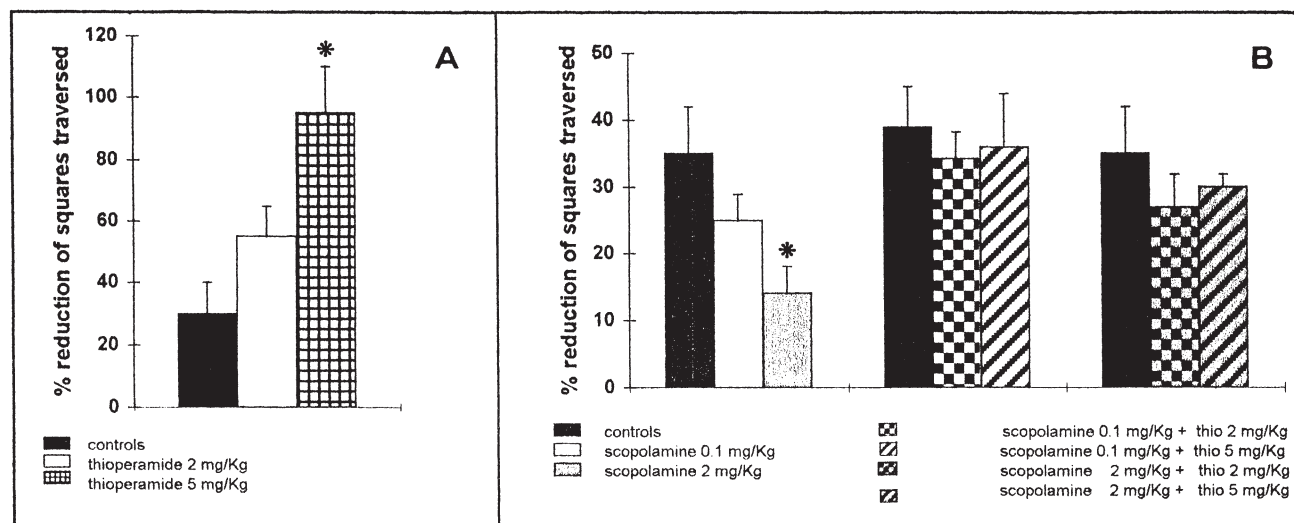 A
% reduction of squares traversed
120
100
80
60
40
20
0
*
controls
thioperamide 2 mg/Kg
thioperamide 5 mg/Kg
B
% reduction of squares traversed
50
40
30
20
10
0
*
controls
scopolamine 0.1 mg/Kg
scopolamine 2 mg/Kg
scopolamine 0.1 mg/Kg + thio 2 mg/Kg
scopolamine 0.1 mg/Kg + thio 5 mg/Kg
scopolamine 2 mg/Kg + thio 2 mg/Kg
scopolamine 2 mg/Kg + thio 5 mg/Kg